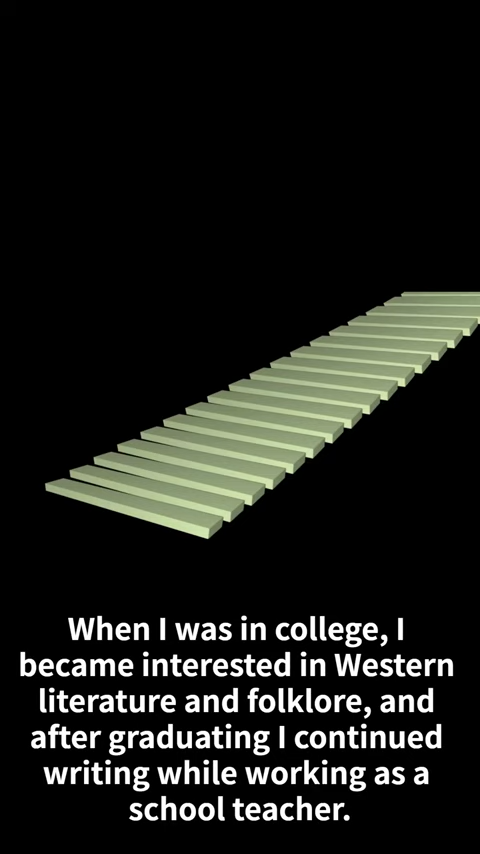 When I was in college, I
became interested in Western
literature and folklore, and
after graduating I continued
writing while working as a
school teacher.